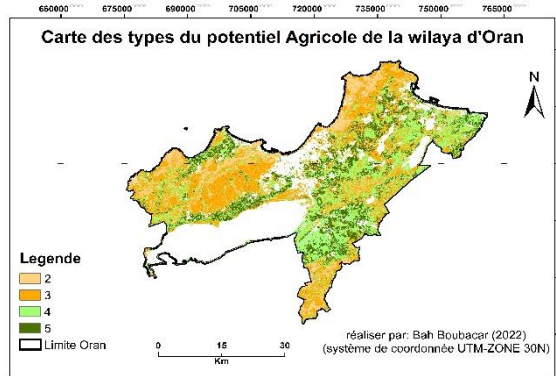 660000 675000 690000 705000 720000 735000 750000 765000
Carte des types du potentiel Agricole de la wilaya d'Oran
N
Legende
2
3
4
5
Limite Oran
0 15 30
Km
réaliser par: Bah Boubacar (2022)
(système de coordonnée UTM-ZONE 30N)